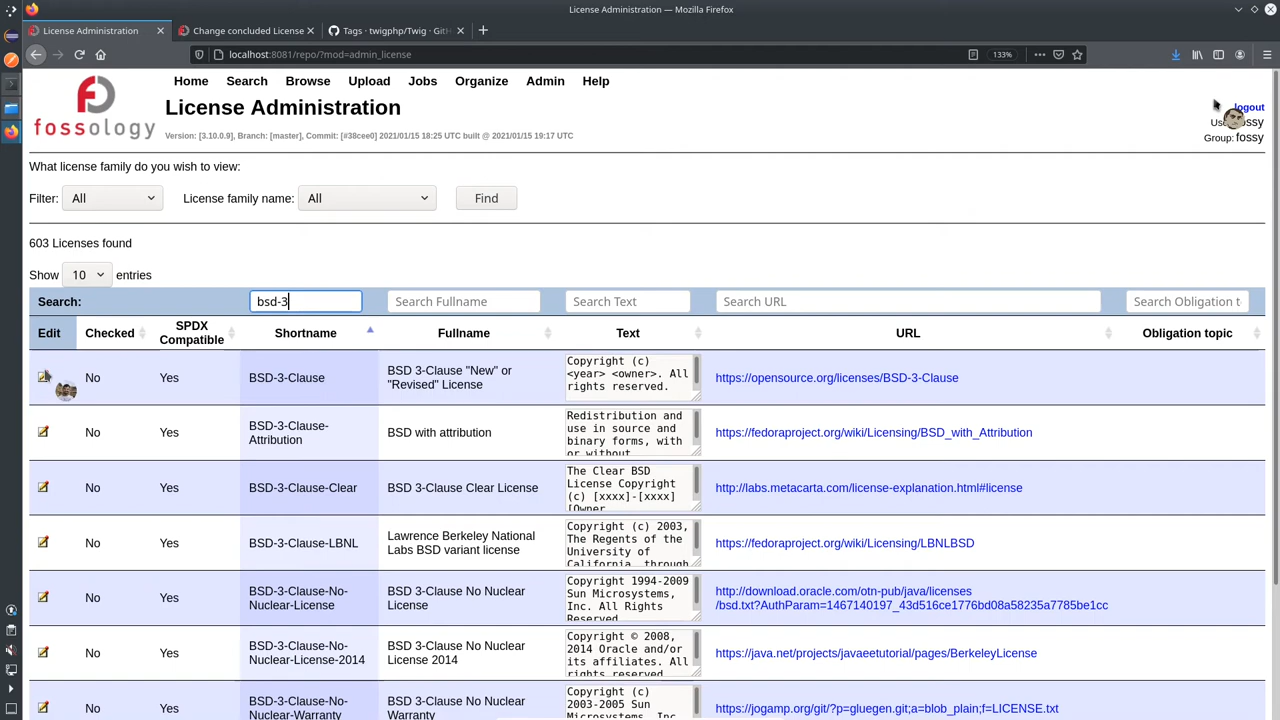 License Administration — Mozilla Firefox
License Administration
Change concluded License
Tags · twigphp/Twig · GitH
localhost:8081/repo/?mod=admin_license
133%
fossology
Home Search Browse Upload Jobs Organize Admin Help
License Administration
Version: [3.10.0.9], Branch: [master], Commit: [#38cee0] 2021/01/15 18:25 UTC built @ 2021/01/15 19:17 UTC
logout
fossy
Group: fossy
What license family do you wish to view:
Filter: All License family name: All Find
603 Licenses found
Show 10 entries
Search: bsd-3 Search Fullname Search Text Search URL Search Obligation t
Edit Checked SPDX Compatible Shortname Fullname Text URL Obligation topic
No Yes BSD-3-Clause
BSD 3-Clause "New" or
"Revised" License
Copyright (c)
<year> <owner>. All
rights reserved.
https://opensource.org/licenses/BSD-3-Clause
No Yes BSD-3-Clause-
Attribution
BSD with attribution
Redistribution and
use in source and
binary forms, with
or without
https://fedoraproject.org/wiki/Licensing/BSD_with_Attribution
No Yes BSD-3-Clause-Clear
BSD 3-Clause Clear License
The Clear BSD
License Copyright
(c) [xxxx]-[xxxx]
[Owner
http://labs.metacarta.com/license-explanation.html#license
No Yes BSD-3-Clause-LBNL
Lawrence Berkeley National
Labs BSD variant license
Copyright (c) 2003,
The Regents of the
University of
California, through
https://fedoraproject.org/wiki/Licensing/LBNLBSD
No Yes BSD-3-Clause-No-
Nuclear-License
BSD 3-Clause No Nuclear
License
Copyright 1994-2009
Sun Microsystems,
Inc. All Rights
Reserved
http://download.oracle.com/otn-pub/java/licenses
/bsd.txt?AuthParam=1467140197_43d516ce1776bd08a58235a7785be1cc
No Yes BSD-3-Clause-No-
Nuclear-License-2014
BSD 3-Clause No Nuclear
License 2014
Copyright © 2008,
2014 Oracle and/or
its affiliates. All
rights reserved.
https://java.net/projects/javaeetutorial/pages/BerkeleyLicense
No Yes BSD-3-Clause-No-
Nuclear-Warranty
BSD 3-Clause No Nuclear
Warranty
Copyright (c)
2003-2005 Sun
Microsystems, Inc.
https://jogamp.org/git/?p=gluegen.git;a=blob_plain;f=LICENSE.txt